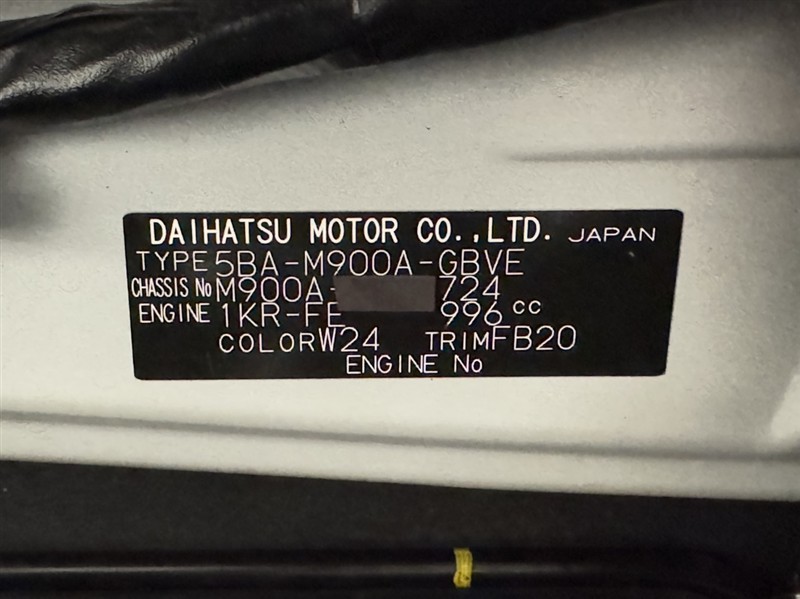 DAIHATSU MOTOR CO.,LTD. JAPAN
TYPE 5BA-M900A-GBVE
CHASSIS No M900A- 724
ENGINE 1KR-FE 996 cc
COLOR W24 TRIM FB20
ENGINE No